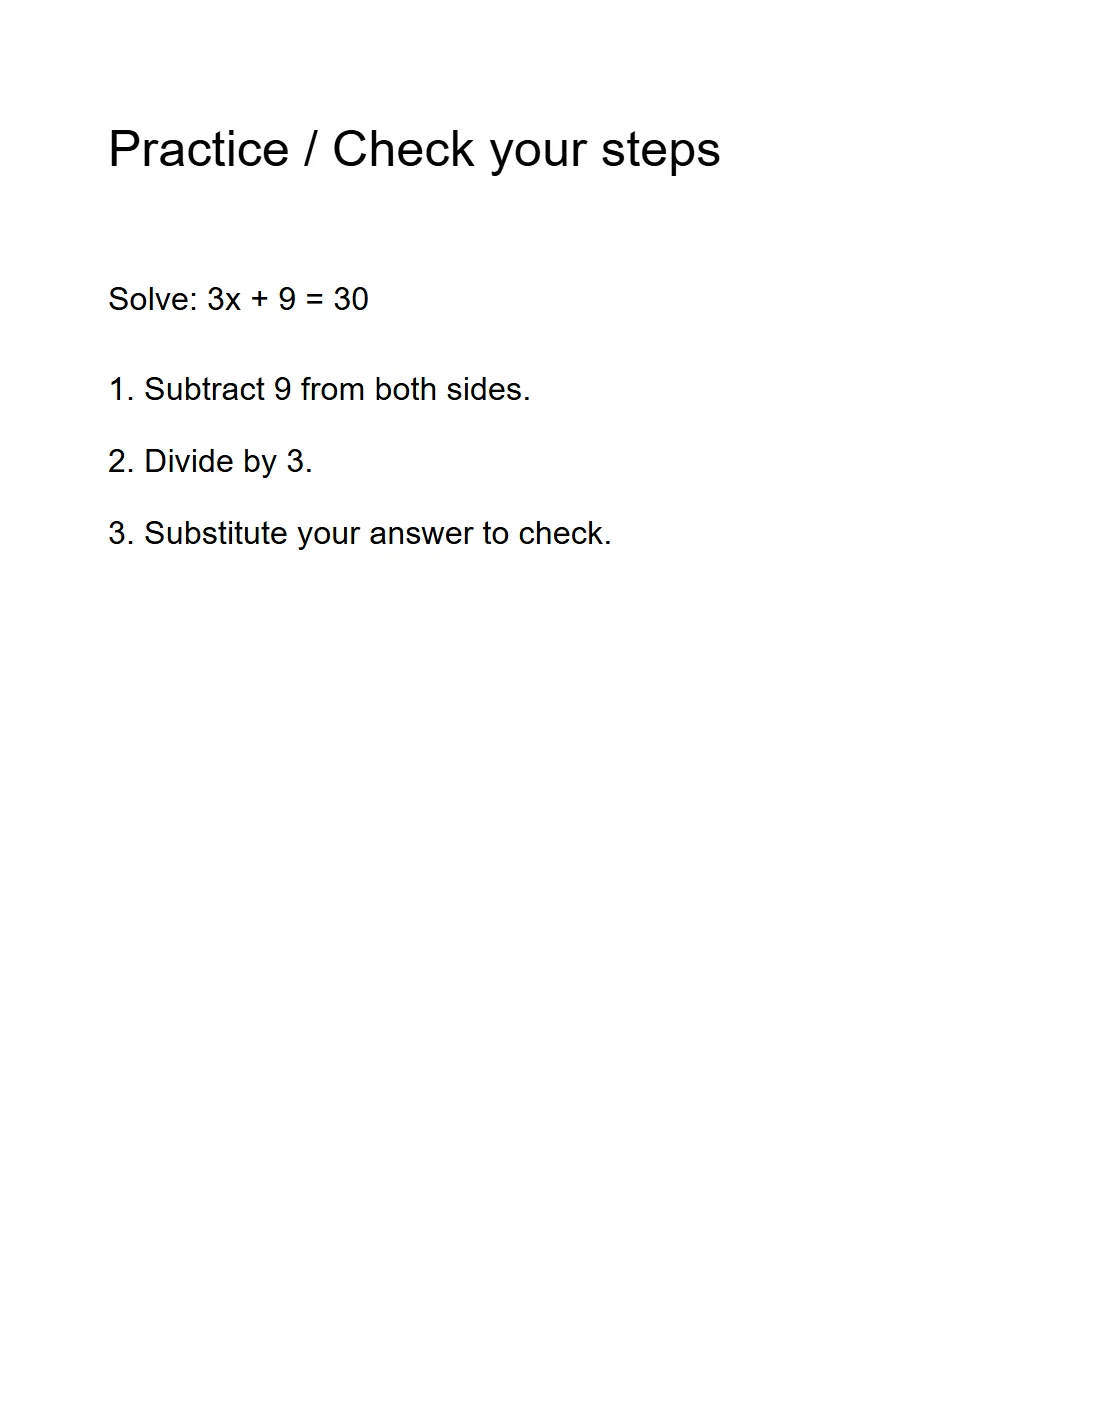 Practice / Check your steps
Solve: 3x + 9 = 30
1. Subtract 9 from both sides.
2. Divide by 3.
3. Substitute your answer to check.